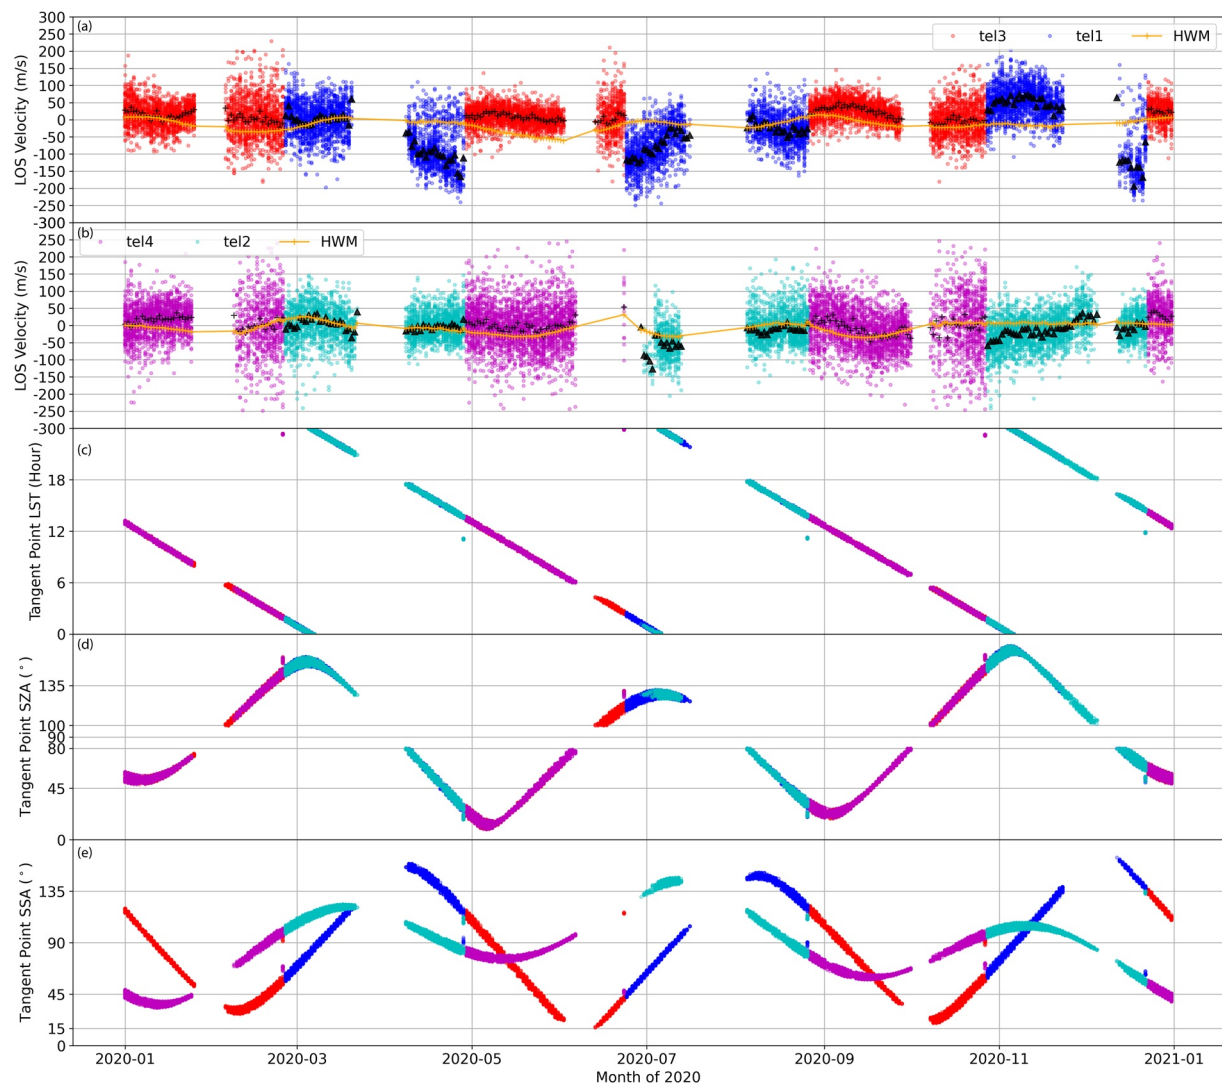 (a)
tel3 tel1 HWM
300
250
200
150
100
50
0
-50
-100
-150
-200
-250
-300
LOS Velocity (m/s)
(b)
tel4 tel2 HWM
250
200
150
100
50
0
-50
-100
-150
-200
-250
-300
LOS Velocity (m/s)
(c)
18
12
6
0
Tangent Point LST (Hour)
(d)
135
100
90
80
45
0
Tangent Point SZA (°)
(e)
135
90
45
15
0
Tangent Point SSA (°)
2020-01 2020-03 2020-05 2020-07 2020-09 2020-11 2021-01
Month of 2020